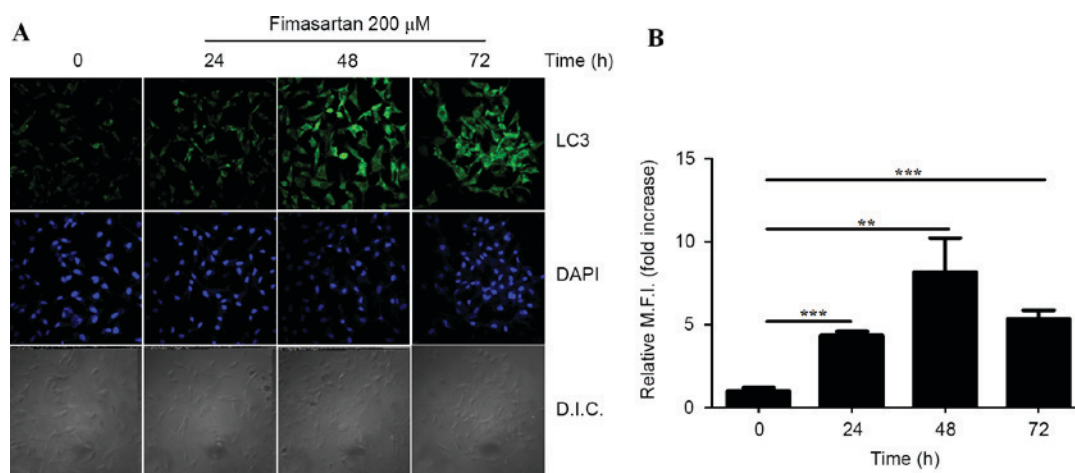 A
Fimasartan 200 µM
0 24 48 72 Time (h)
LC3
DAPI
D.I.C.
B
Relative M.F.I. (fold increase)
15
10
5
0
***
**
***
0 24 48 72
Time (h)